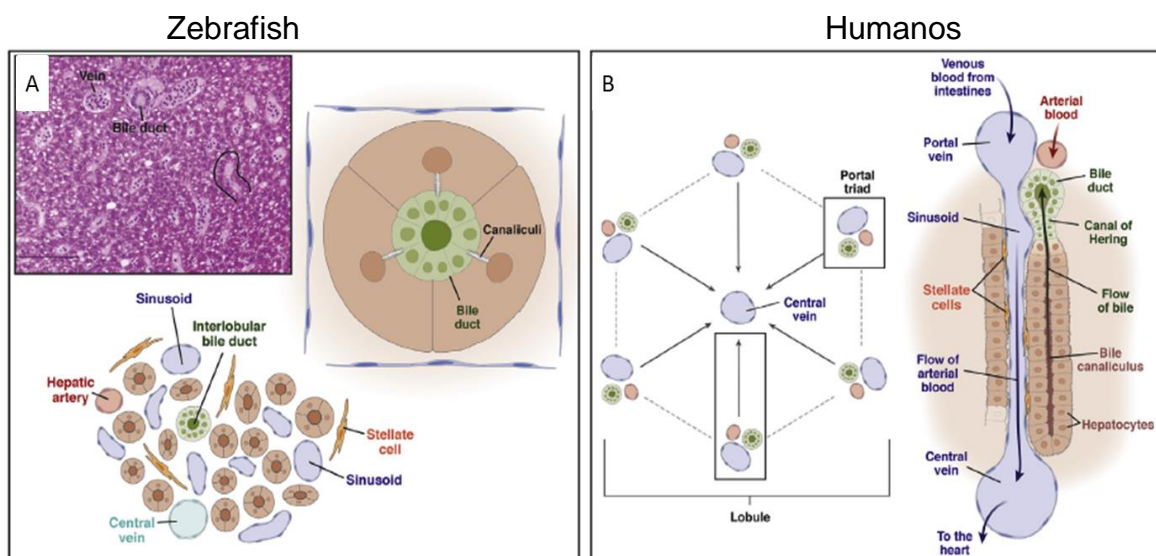 Zebrafish
Humanos
A
Vein
Bile duct
Canaliculi
Bile
duct
Sinusoid
Interlobular
bile duct
Hepatic
artery
Stellate
cell
Sinusoid
Central
vein
B
Venous
blood from
intestines
Arterial
blood
Portal
vein
Portal
triad
Bile
duct
Sinusoid
Canal of
Hering
Central
vein
Stellate
cells
Flow
of bile
Flow of
arterial
blood
Bile
canaliculus
Hepatocytes
Central
vein
Lobule
To the
heart